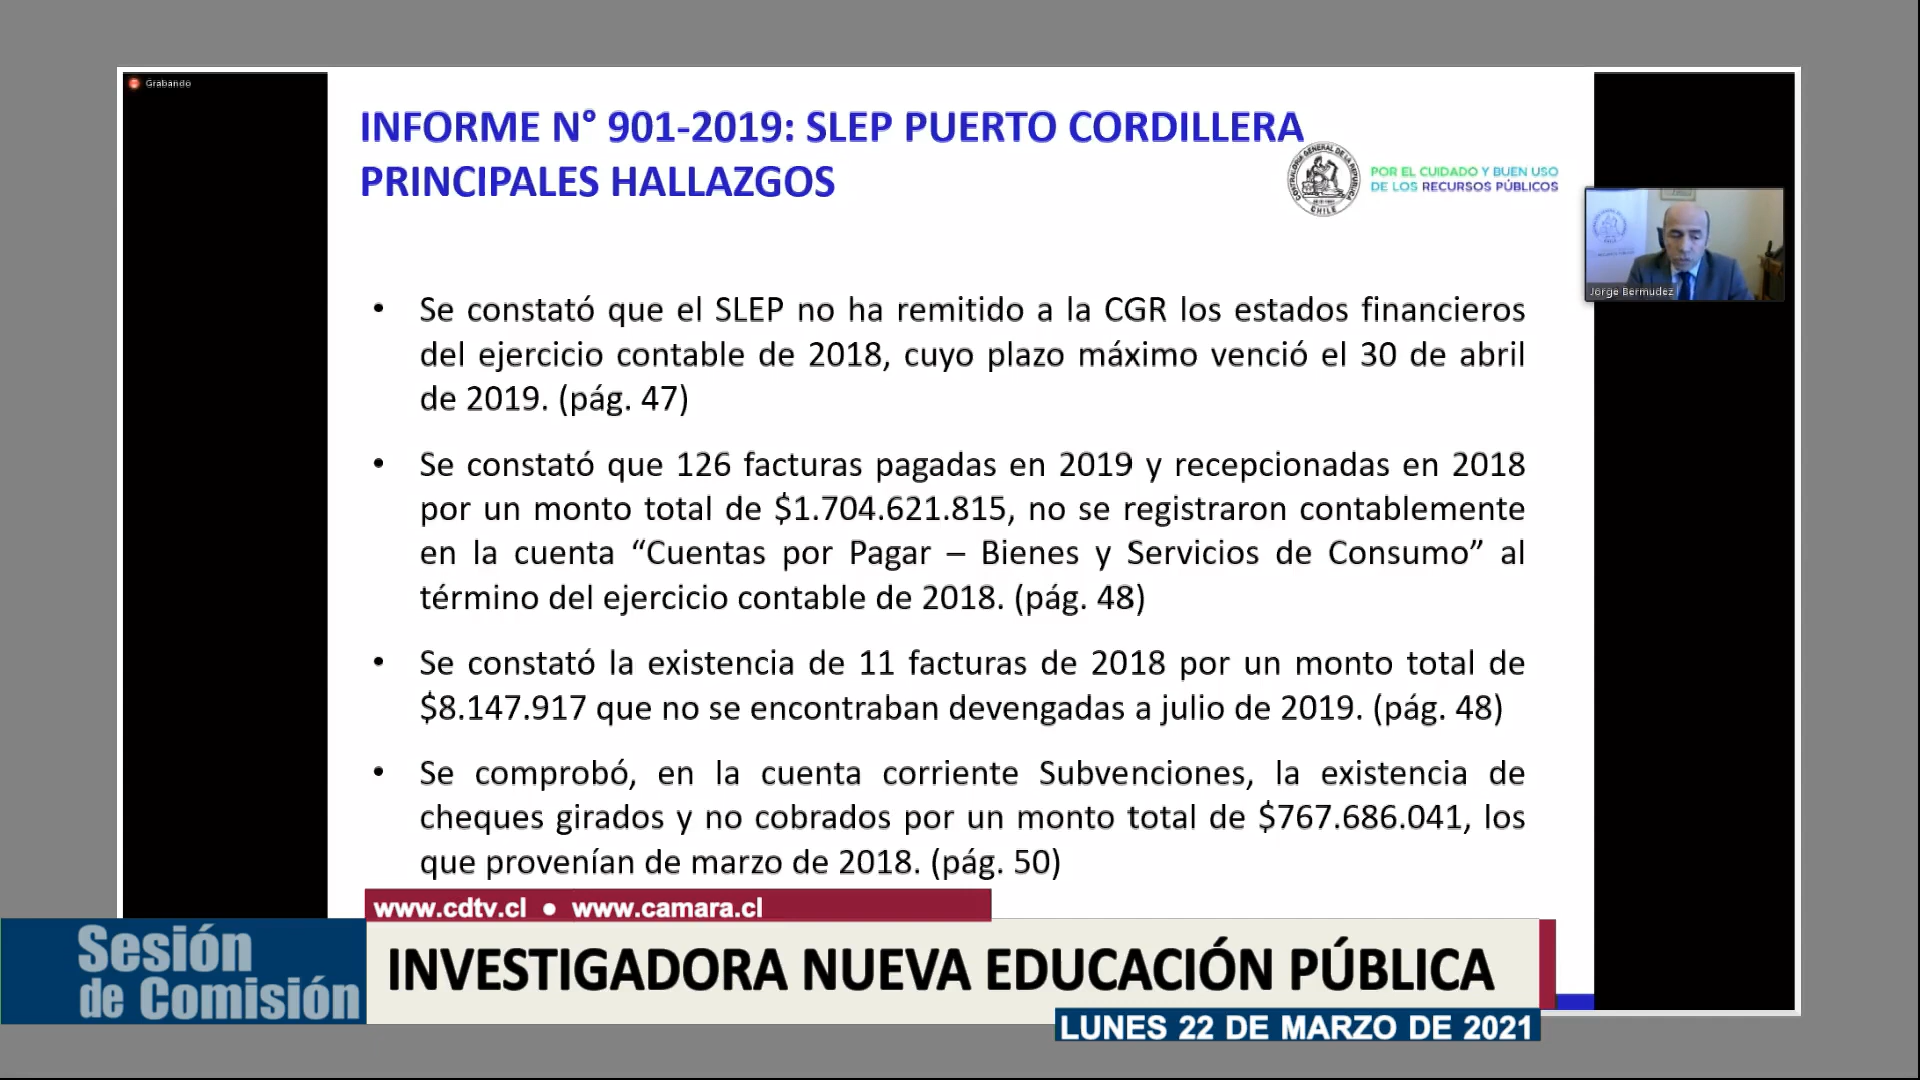 Grabando
INFORME N° 901-2019: SLEP PUERTO CORDILLERA
PRINCIPALES HALLAZGOS
CONTRALORÍA GENERAL DE LA REPÚBLICA
CHILE
POR EL CUIDADO Y BUEN USO
DE LOS RECURSOS PÚBLICOS
Jorge Bermudez
• Se constató que el SLEP no ha remitido a la CGR los estados financieros
del ejercicio contable de 2018, cuyo plazo máximo venció el 30 de abril
de 2019. (pág. 47)
• Se constató que 126 facturas pagadas en 2019 y recepcionadas en 2018
por un monto total de $1.704.621.815, no se registraron contablemente
en la cuenta “Cuentas por Pagar – Bienes y Servicios de Consumo” al
término del ejercicio contable de 2018. (pág. 48)
• Se constató la existencia de 11 facturas de 2018 por un monto total de
$8.147.917 que no se encontraban devengadas a julio de 2019. (pág. 48)
• Se comprobó, en la cuenta corriente Subvenciones, la existencia de
cheques girados y no cobrados por un monto total de $767.686.041, los
que provenían de marzo de 2018. (pág. 50)
www.cdtv.cl ● www.camara.cl
Sesión
de Comisión
INVESTIGADORA NUEVA EDUCACIÓN PÚBLICA
LUNES 22 DE MARZO DE 2021